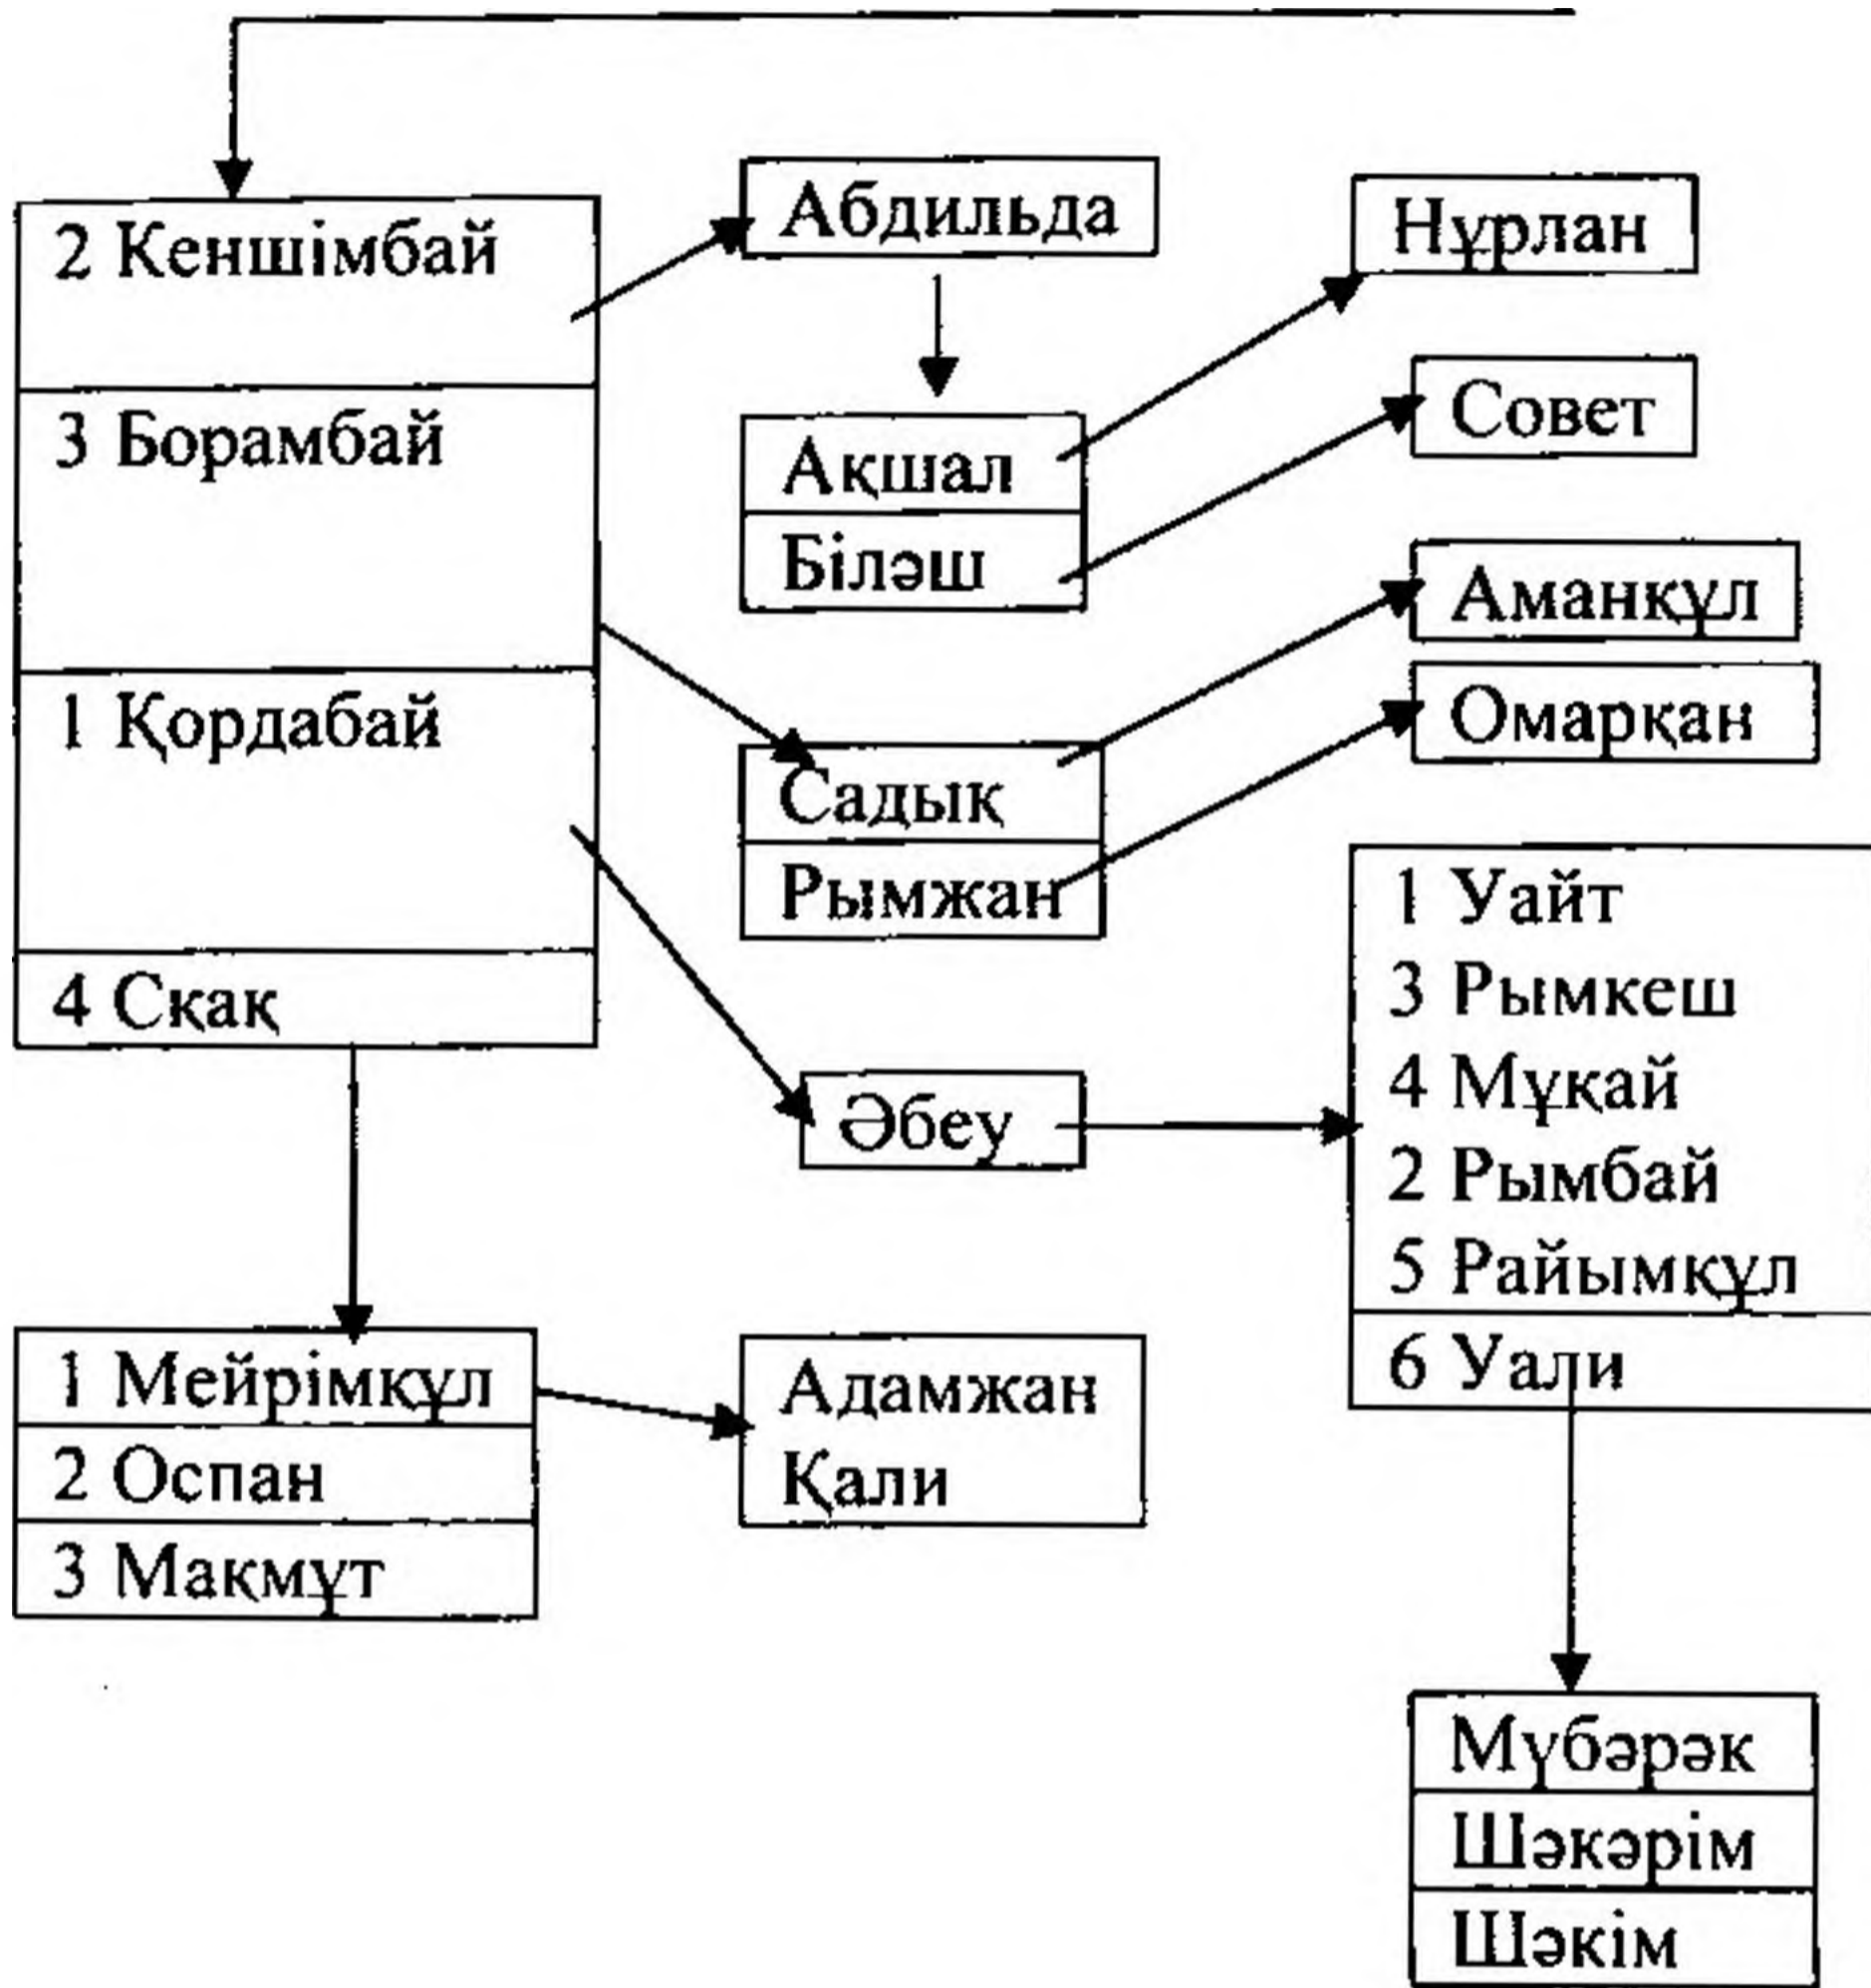 2 Кеншімбай
3 Борамбай
1 Қордабай
4 Сқақ
Абдильда
Ақшал
Біләш
Нұрлан
Совет
Садық
Рымжан
Аманқұл
Омарқан
Әбеу
1 Уайт
3 Рымкеш
4 Мұқай
2 Рымбай
5 Райымқұл
6 Уали
1 Мейрімқұл
2 Оспан
3 Мақмұт
Адамжан
Қали
Мүбәрәк
Шәкәрім
Шәкім